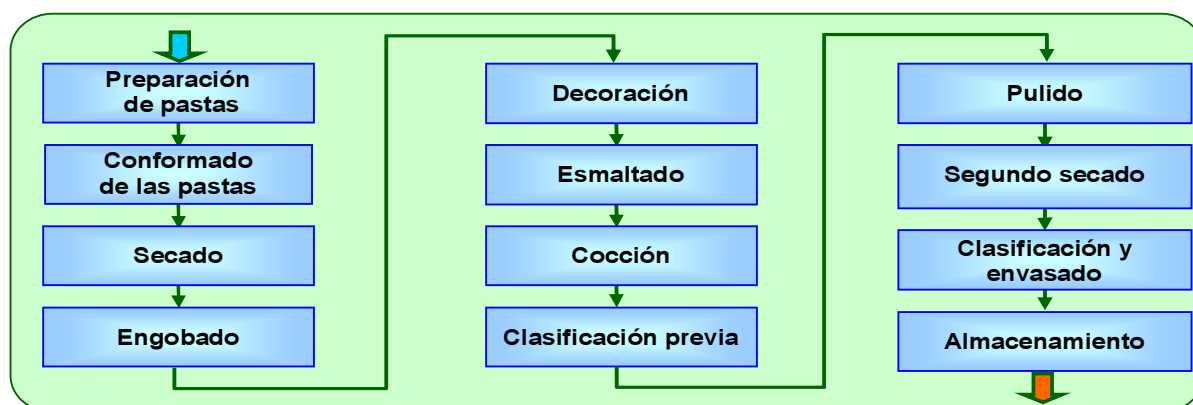 Preparación
de pastas
Conformado
de las pastas
Secado
Engobado
Decoración
Esmaltado
Cocción
Clasificación previa
Pulido
Segundo secado
Clasificación y
envasado
Almacenamiento